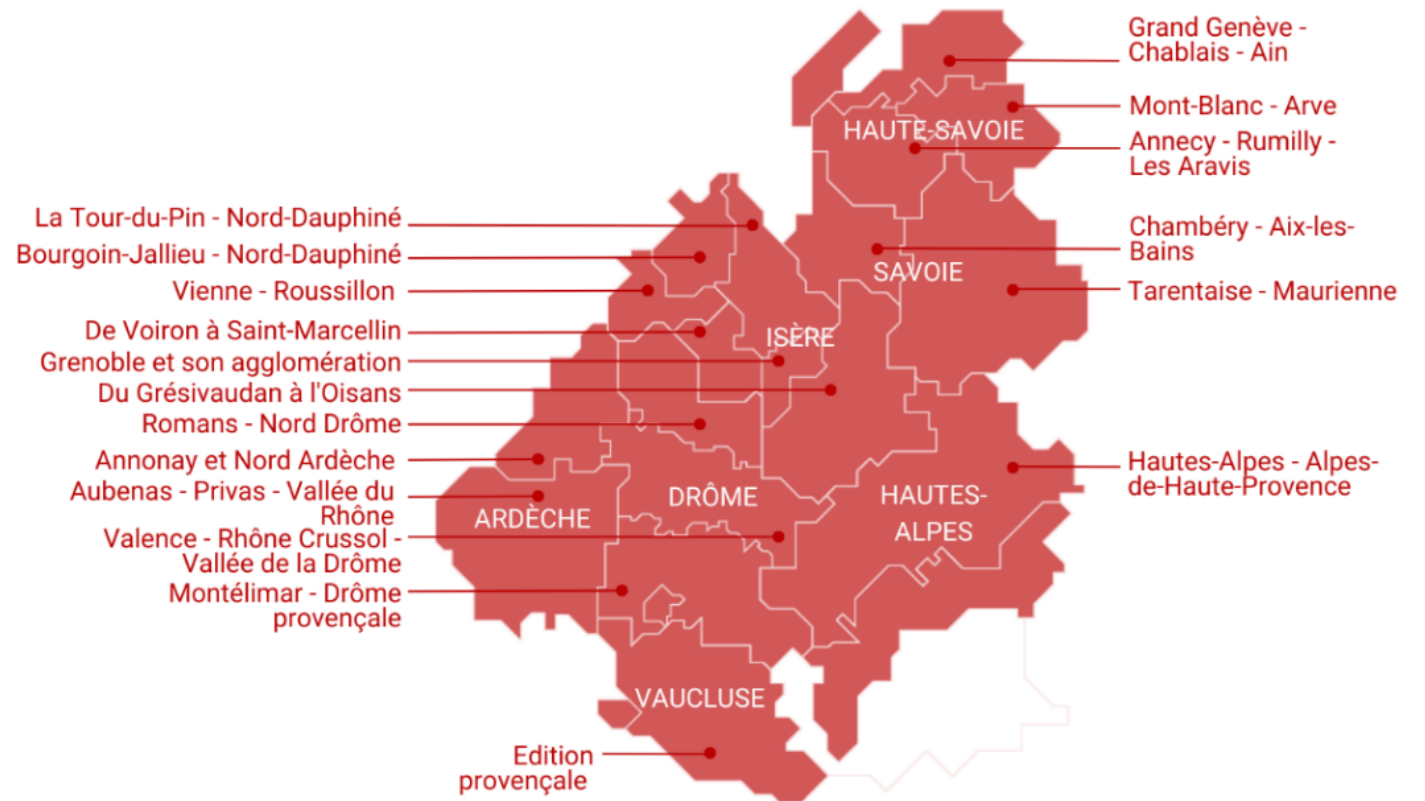 Grand Genève -
Chablais - Ain
Mont-Blanc - Arve
HAUTE-SAVOIE
Annecy - Rumilly -
Les Aravis
La Tour-du-Pin - Nord-Dauphiné
Chambéry - Aix-les-
Bains
Bourgoin-Jallieu - Nord-Dauphiné
SAVOIE
Vienne - Roussillon
Tarentaise - Maurienne
De Voiron à Saint-Marcellin
ISÈRE
Grenoble et son agglomération
Du Grésivaudan à l'Oisans
Romans - Nord Drôme
Annonay et Nord Ardèche
Hautes-Alpes - Alpes-
de-Haute-Provence
Aubenas - Privas - Vallée du
Rhône
DRÔME
HAUTES-
ALPES
ARDÈCHE
Valence - Rhône Crussol -
Vallée de la Drôme
Montélimar - Drôme
provençale
VAUCLUSE
Edition
provençale